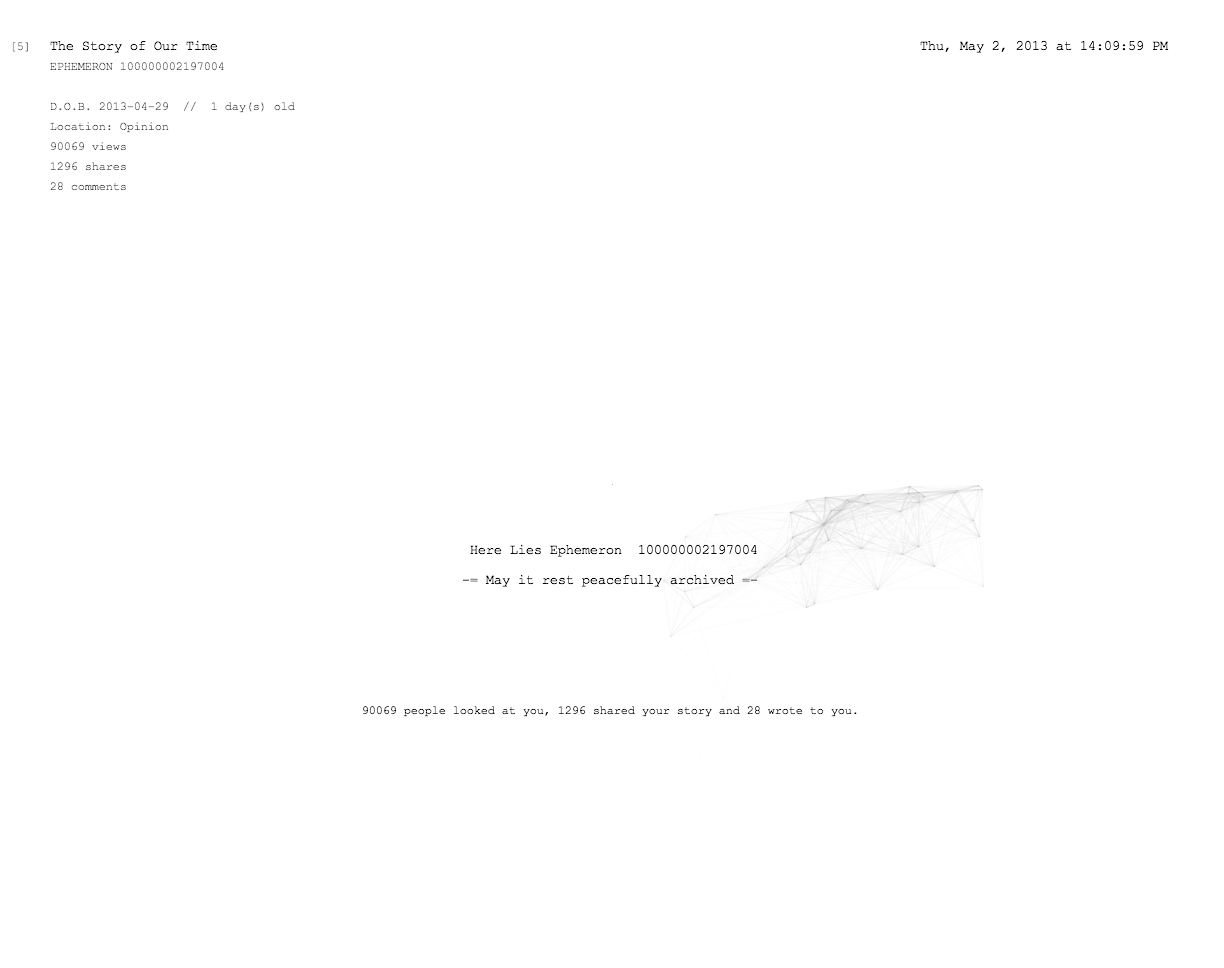 [5] The Story of Our Time
Thu, May 2, 2013 at 14:09:59 PM
EPHEMERON 100000002197004
D.O.B. 2013-04-29 // 1 day(s) old
Location: Opinion
90069 views
1296 shares
28 comments
Here Lies Ephemeron 100000002197004
-= May it rest peacefully archived =-
90069 people looked at you, 1296 shared your story and 28 wrote to you.